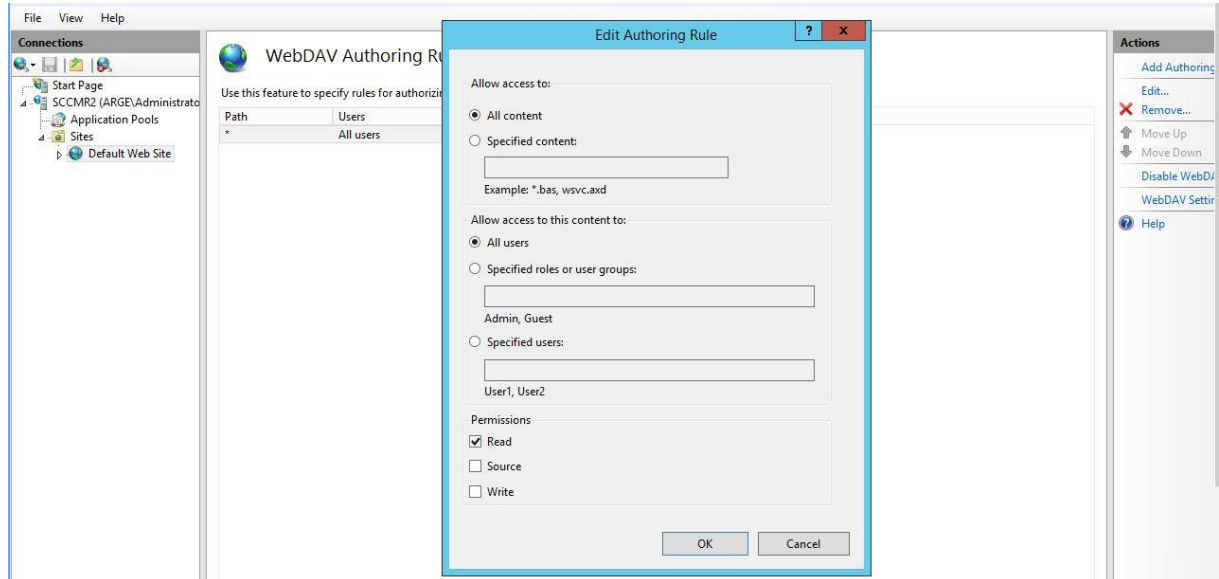 File View Help
Connections
Start Page
SCCMR2 (ARGE\Administrato
Application Pools
Sites
Default Web Site
WebDAV Authoring Ru
Use this feature to specify rules for authorizin
Path Users
* All users
Edit Authoring Rule ? x
Allow access to:
All content
Specified content:
Example: *.bas, wsvc.axd
Allow access to this content to:
All users
Specified roles or user groups:
Admin, Guest
Specified users:
User1, User2
Permissions
Read
Source
Write
OK Cancel
Actions
Add Authoring
Edit...
Remove...
Move Up
Move Down
Disable WebDA
WebDAV Settin
Help